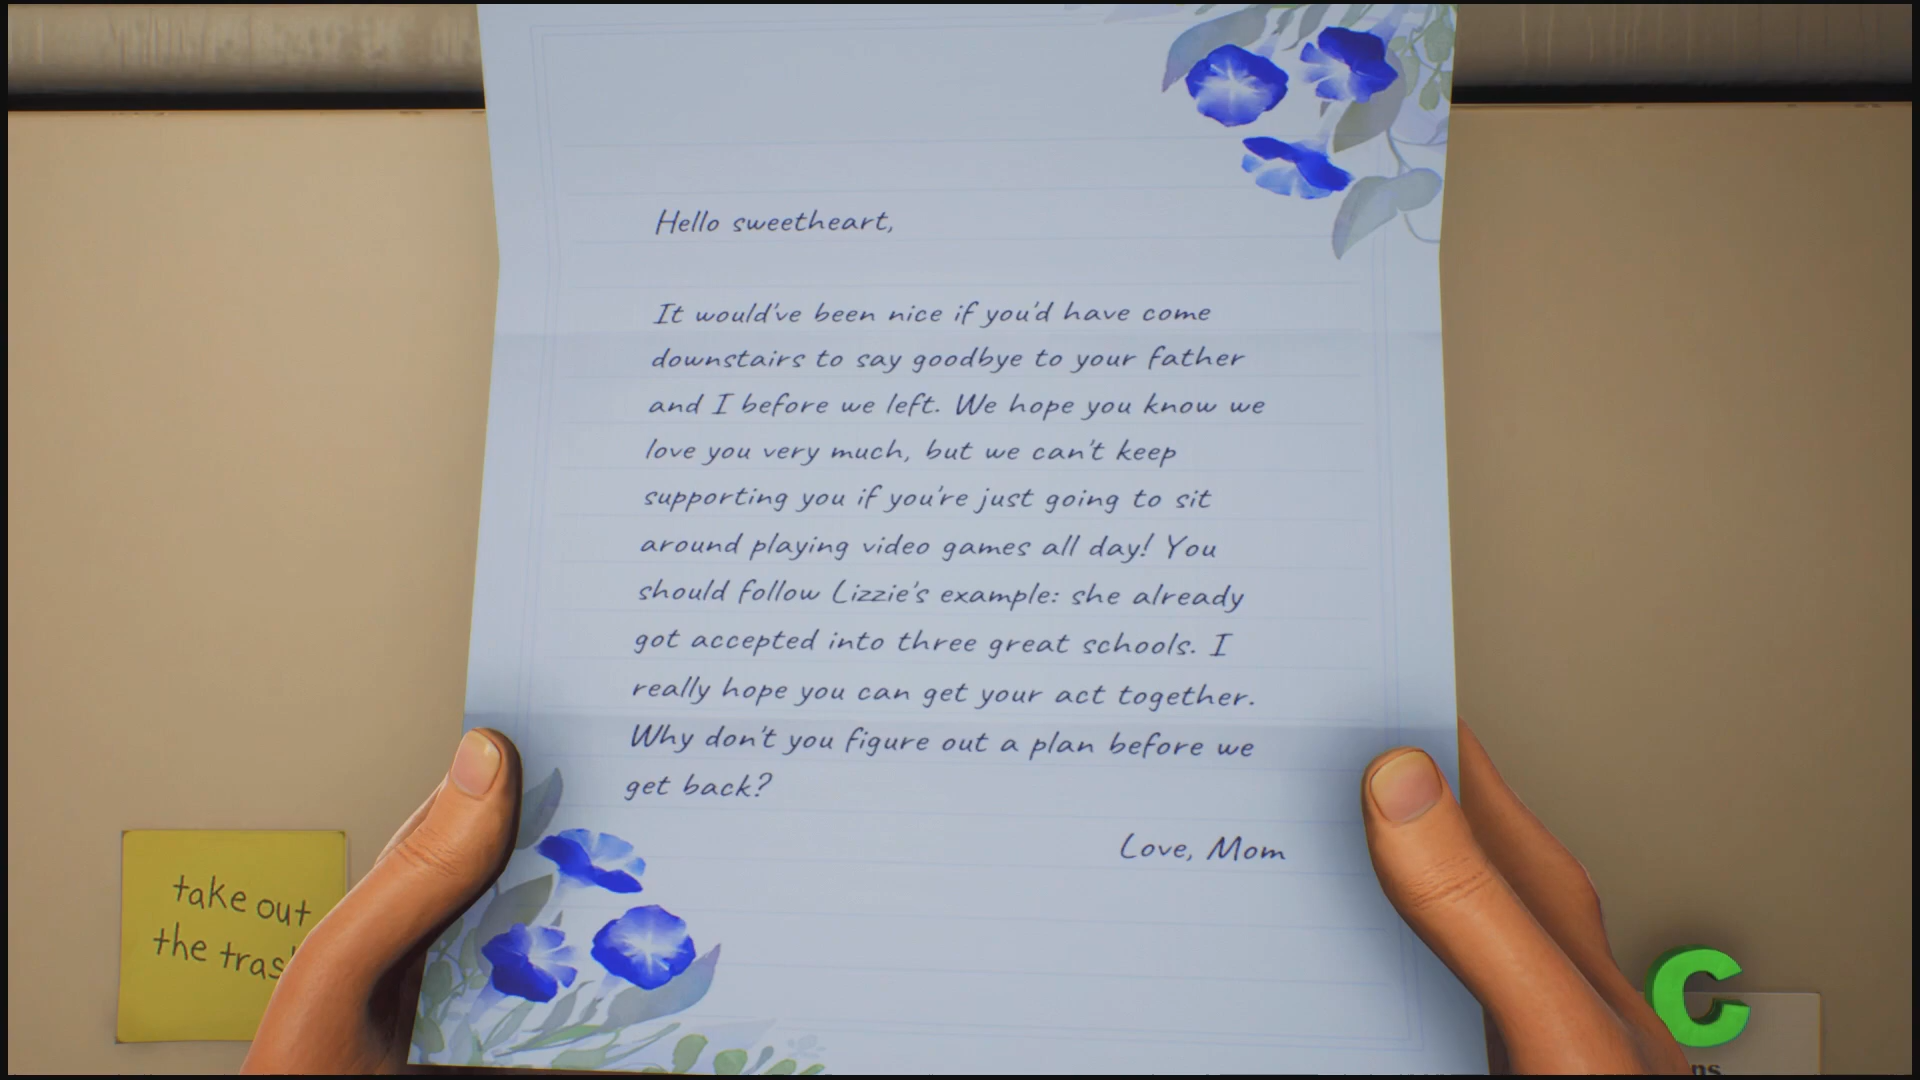 Hello sweetheart,
It would've been nice if you'd have come
downstairs to say goodbye to your father
and I before we left. We hope you know we
love you very much, but we can't keep
supporting you if you're just going to sit
around playing video games all day! You
should follow Lizzie's example: she already
got accepted into three great schools. I
really hope you can get your act together.
Why don't you figure out a plan before we
get back?
Love, Mom
take out
the
C